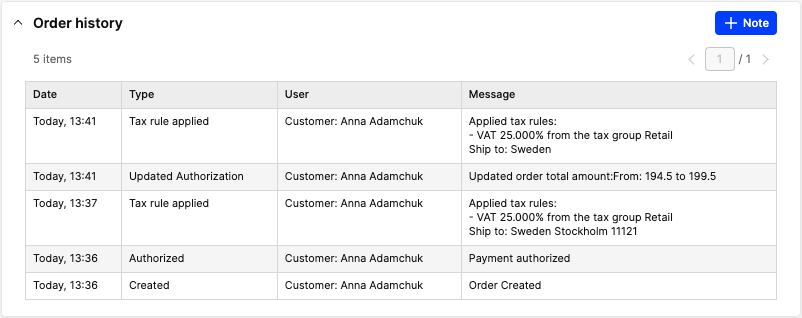 Order history
+ Note
5 items
1 / 1
Date Type User Message
Today, 13:41 Tax rule applied Customer: Anna Adamchuk Applied tax rules:
- VAT 25.000% from the tax group Retail
Ship to: Sweden
Today, 13:41 Updated Authorization Customer: Anna Adamchuk Updated order total amount:From: 194.5 to 199.5
Today, 13:37 Tax rule applied Customer: Anna Adamchuk Applied tax rules:
- VAT 25.000% from the tax group Retail
Ship to: Sweden Stockholm 11121
Today, 13:36 Authorized Customer: Anna Adamchuk Payment authorized
Today, 13:36 Created Customer: Anna Adamchuk Order Created